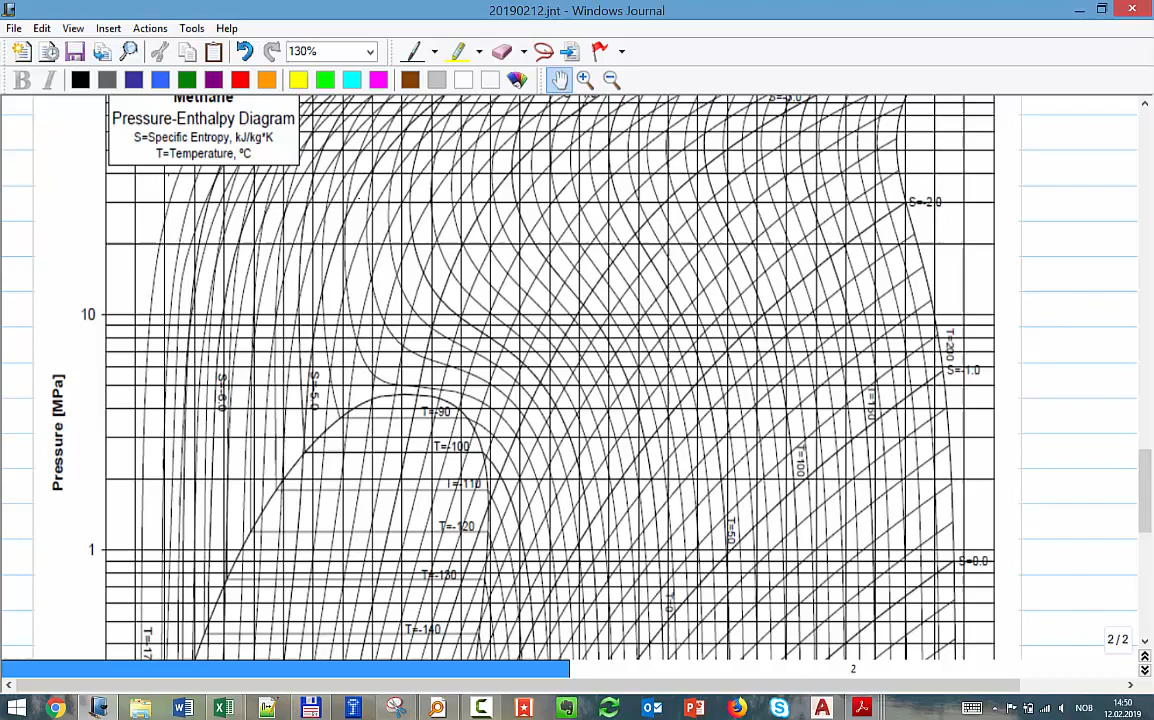 20190212.jnt - Windows Journal
File Edit View Insert Actions Tools Help
130%
B I
Methane
Pressure-Enthalpy Diagram
S=Specific Entropy, kJ/kg*K
T=Temperature, ºC
S=-2.0
10
T=200
S=-1.0
S=-6.0
S=-5.0
T=150
T=-90
Pressure [MPa]
T=-100
T=100
T=-110
T=-120
T=50
1
S=0.0
T=-130
T=0
T=-140
T=-17
2 / 2
2
NOB
14:50
12.02.2019